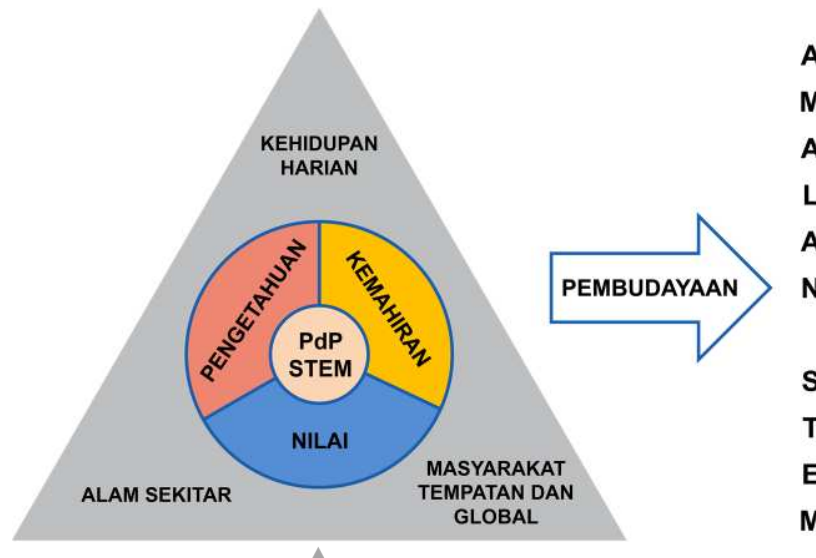 KEHIDUPAN
HARIAN
PENGETAHUAN
KEMAHIRAN
PdP
STEM
NILAI
ALAM SEKITAR
MASYARAKAT
TEMPATAN DAN
GLOBAL
PEMBUDAYAAN
A
M
A
L
A
N
S
T
E
M